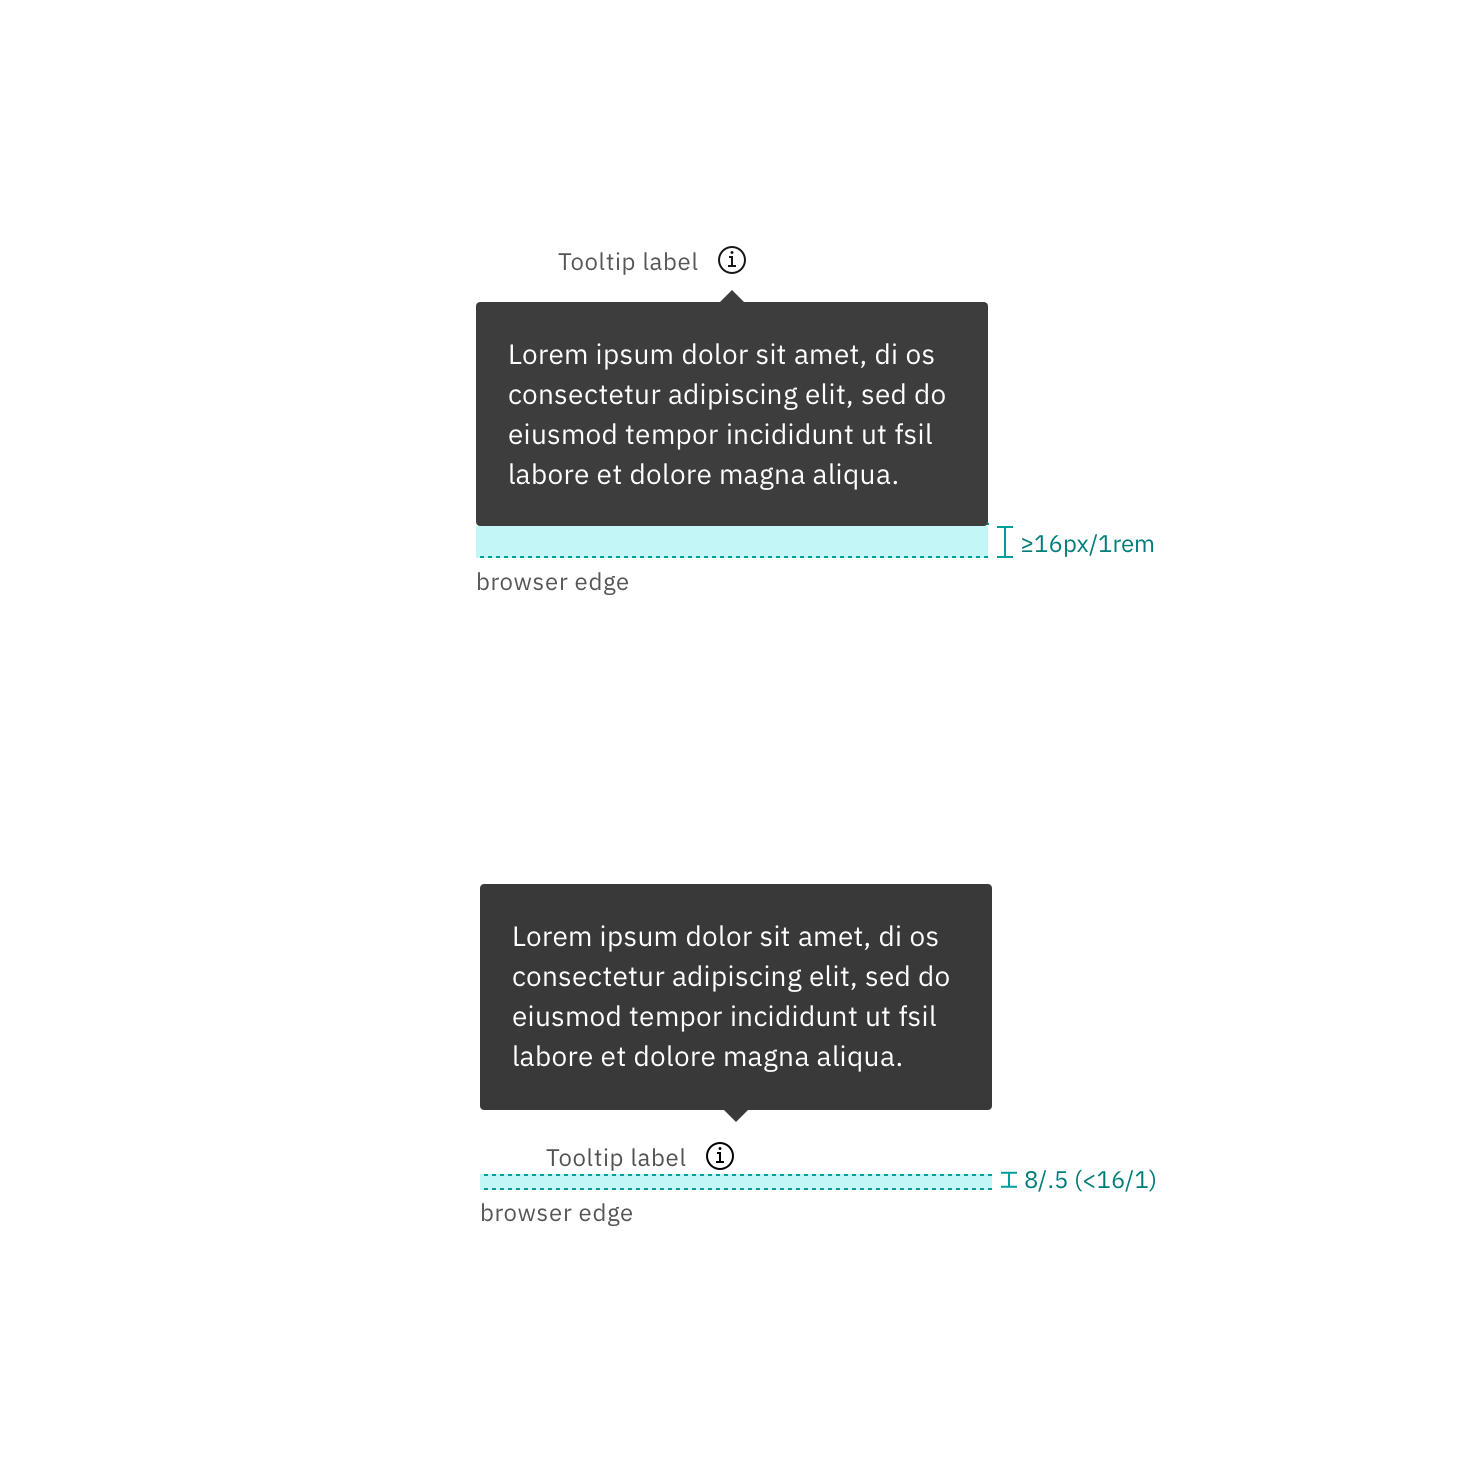 Tooltip label
Lorem ipsum dolor sit amet, di os
consectetur adipiscing elit, sed do
eiusmod tempor incididunt ut fsil
labore et dolore magna aliqua.
≥16px/1rem
browser edge
Lorem ipsum dolor sit amet, di os
consectetur adipiscing elit, sed do
eiusmod tempor incididunt ut fsil
labore et dolore magna aliqua.
Tooltip label
8/.5 (<16/1)
browser edge